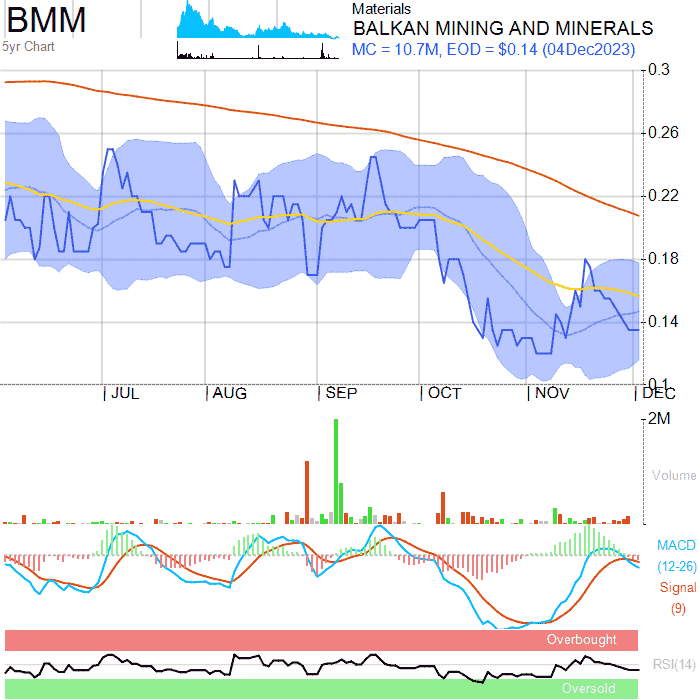 BMM
5yr Chart
Materials
BALKAN MINING AND MINERALS
MC = 10.7M, EOD = $0.14 (04Dec2023)
0.3
0.26
0.22
0.18
0.14
0.1
JUL AUG SEP OCT NOV DEC
2M
Volume
MACD
(12-26)
Signal
(9)
Overbought
RSI(14)
Oversold